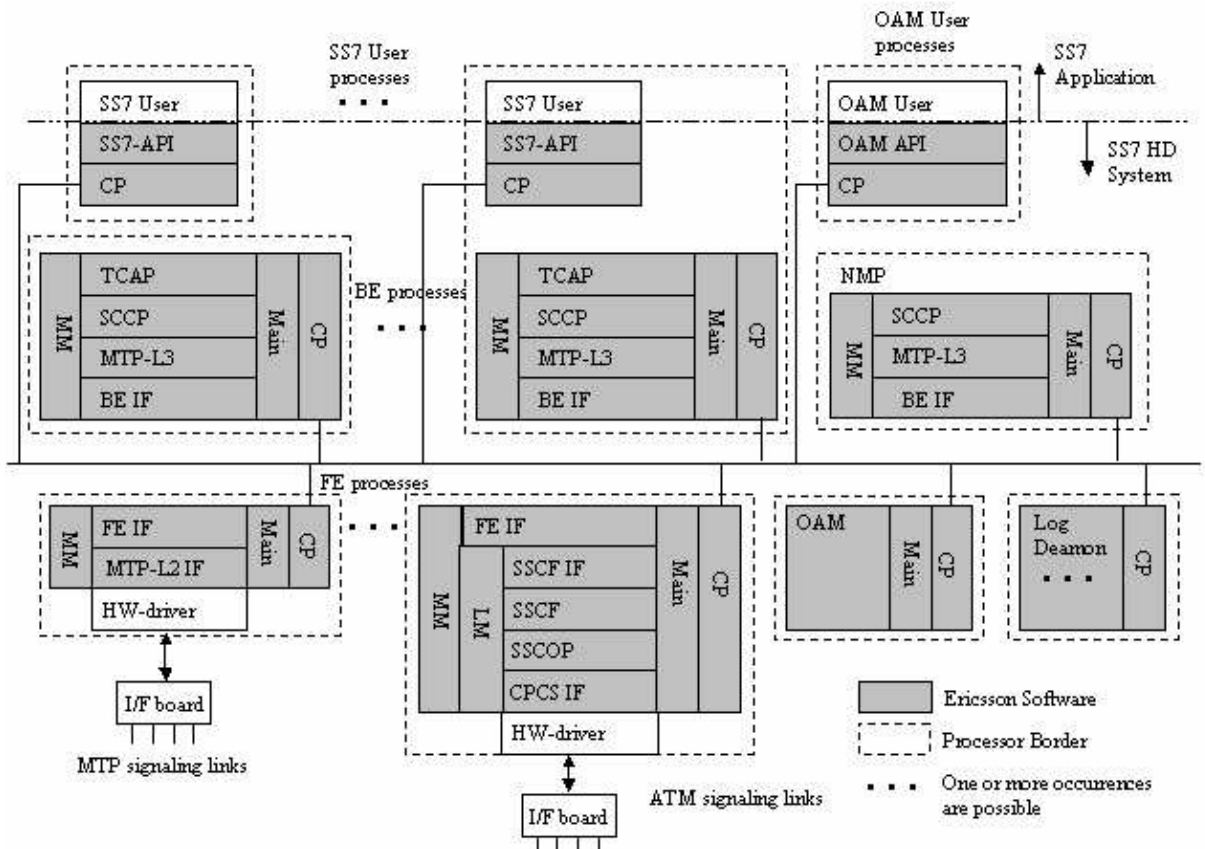 SS7 User
processes
OAM User
processes
SS7
Application
SS7 User
SS7-API
CP
SS7 User
SS7-API
CP
OAM User
OAM API
CP
SS7 HD
System
MM
TCAP
SCCP
MTP-L3
BE IF
Main
CP
BE processes
MM
TCAP
SCCP
MTP-L3
BE IF
Main
CP
NMP
MM
SCCP
MTP-L3
BE IF
Main
CP
FE processes
MM
FE IF
MTP-L2 IF
Main
CP
HW-driver
I/F board
MTP signaling links
MM
LM
FE IF
SSCF IF
SSCF
SSCOP
CPCS IF
Main
CP
HW-driver
I/F board
ATM signaling links
OAM
Main
CP
Log
Deamon
CP
Ericsson Software
Processor Border
One or more occurrences
are possible